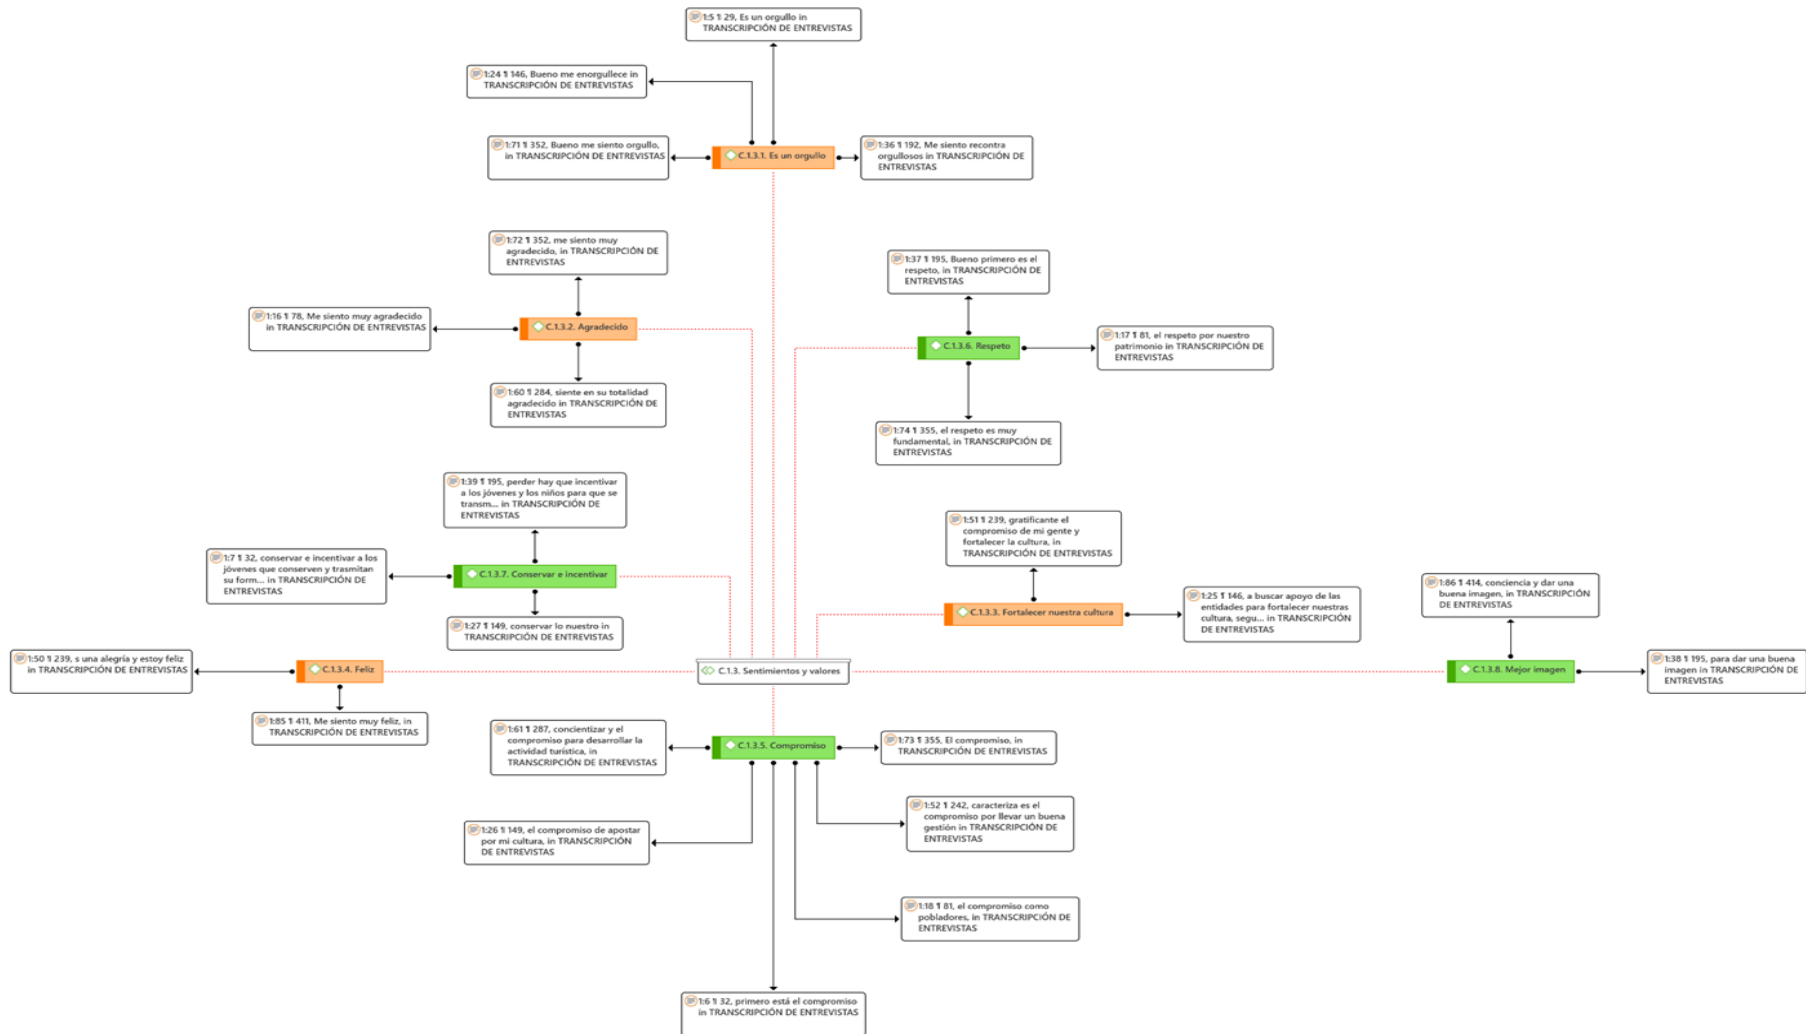 1:5 ¶ 29, Es un orgullo in
TRANSCRIPCIÓN DE ENTREVISTAS
1:24 ¶ 146, Bueno me enorgullece in
TRANSCRIPCIÓN DE ENTREVISTAS
1:71 ¶ 352, Bueno me siento orgullo,
in TRANSCRIPCIÓN DE
ENTREVISTAS
C.1.3.1. Es un orgullo
1:36 ¶ 192, Me siento recontra
orgullosos in TRANSCRIPCIÓN DE
ENTREVISTAS
1:72 ¶ 352, me siento muy
agradecido, in TRANSCRIPCIÓN DE
ENTREVISTAS
1:16 ¶ 78, Me siento muy agradecido
in TRANSCRIPCIÓN DE
ENTREVISTAS
C.1.3.2. Agradecido
1:60 ¶ 284, siente en su totalidad
agradecido in TRANSCRIPCIÓN DE
ENTREVISTAS
1:37 ¶ 195, Bueno primero es el
respeto, in TRANSCRIPCIÓN DE
ENTREVISTAS
C.1.3.6. Respeto
1:17 ¶ 81, el respeto por nuestro
patrimonio in TRANSCRIPCIÓN DE
ENTREVISTAS
1:74 ¶ 355, el respeto es muy
fundamental, in TRANSCRIPCIÓN DE
ENTREVISTAS
1:39 ¶ 195, perder hay que incentivar
a los jóvenes y los niños para que se
transm... in TRANSCRIPCIÓN DE
ENTREVISTAS
1:7 ¶ 32, conservar e incentivar a los
jóvenes que conserven y trasmitan
su form... in TRANSCRIPCIÓN DE
ENTREVISTAS
C.1.3.7. Conservar e incentivar
1:27 ¶ 149, conservar lo nuestro in
TRANSCRIPCIÓN DE ENTREVISTAS
1:51 ¶ 239, gratificante el
compromiso de mi gente y
fortalecer la cultura, in
TRANSCRIPCIÓN DE ENTREVISTAS
C.1.3.3. Fortalecer nuestra cultura
1:25 ¶ 146, a buscar apoyo de las
entidades para fortalecer nuestras
cultura, segu... in TRANSCRIPCIÓN
DE ENTREVISTAS
1:86 ¶ 414, conciencia y dar una
buena imagen, in TRANSCRIPCIÓN
DE ENTREVISTAS
C.1.3.8. Mejor imagen
1:38 ¶ 195, para dar una buena
imagen in TRANSCRIPCIÓN DE
ENTREVISTAS
1:50 ¶ 239, s una alegría y estoy feliz
in TRANSCRIPCIÓN DE
ENTREVISTAS
C.1.3.4. Feliz
1:85 ¶ 411, Me siento muy feliz, in
TRANSCRIPCIÓN DE ENTREVISTAS
C.1.3. Sentimientos y valores
1:61 ¶ 287, concientizar y el
compromiso para desarrollar la
actividad turística, in
TRANSCRIPCIÓN DE ENTREVISTAS
C.1.3.5. Compromiso
1:73 ¶ 355, El compromiso, in
TRANSCRIPCIÓN DE ENTREVISTAS
1:52 ¶ 242, caracteriza es el
compromiso por llevar un buena
gestión in TRANSCRIPCIÓN DE
ENTREVISTAS
1:26 ¶ 149, el compromiso de apostar
por mi cultura, in TRANSCRIPCIÓN
DE ENTREVISTAS
1:18 ¶ 81, el compromiso como
pobladores, in TRANSCRIPCIÓN DE
ENTREVISTAS
1:6 ¶ 32, primero está el compromiso
in TRANSCRIPCIÓN DE
ENTREVISTAS